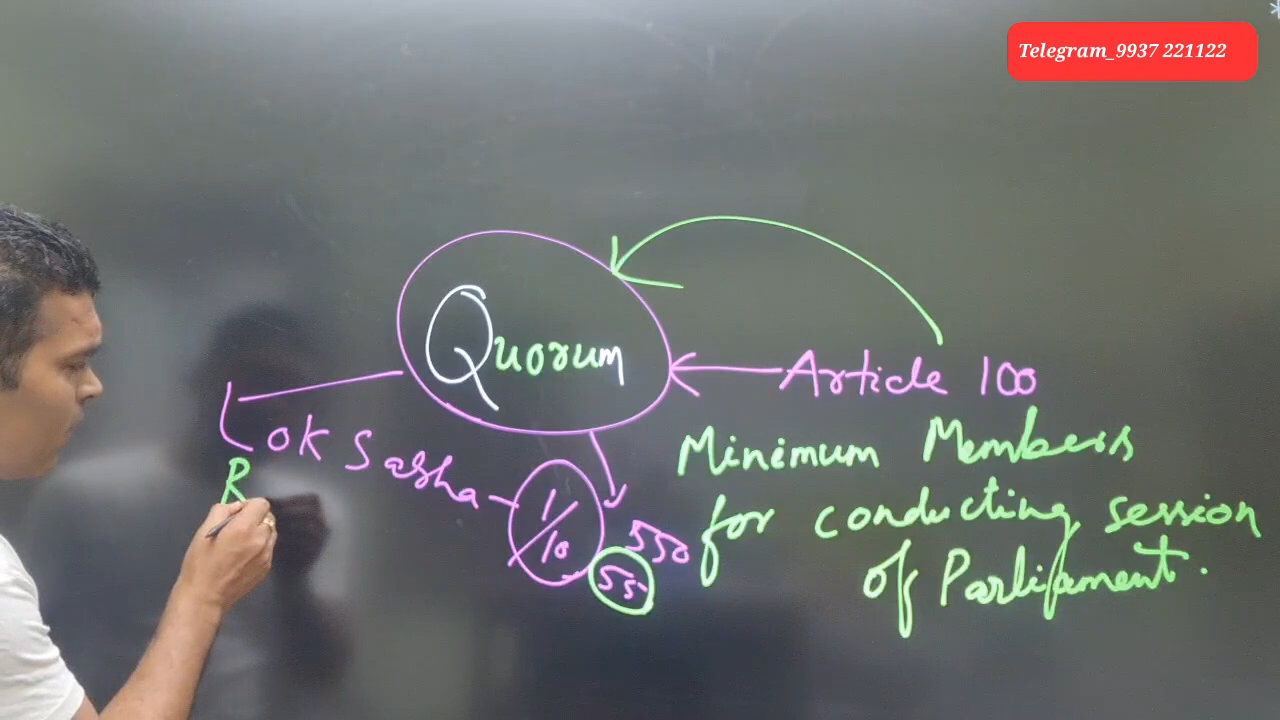 Telegram_9937 221122
Quorum
Article 100
Lok Sabha - 1/10
550
55
R
Minimum Members
for conducting session
of Parliament.